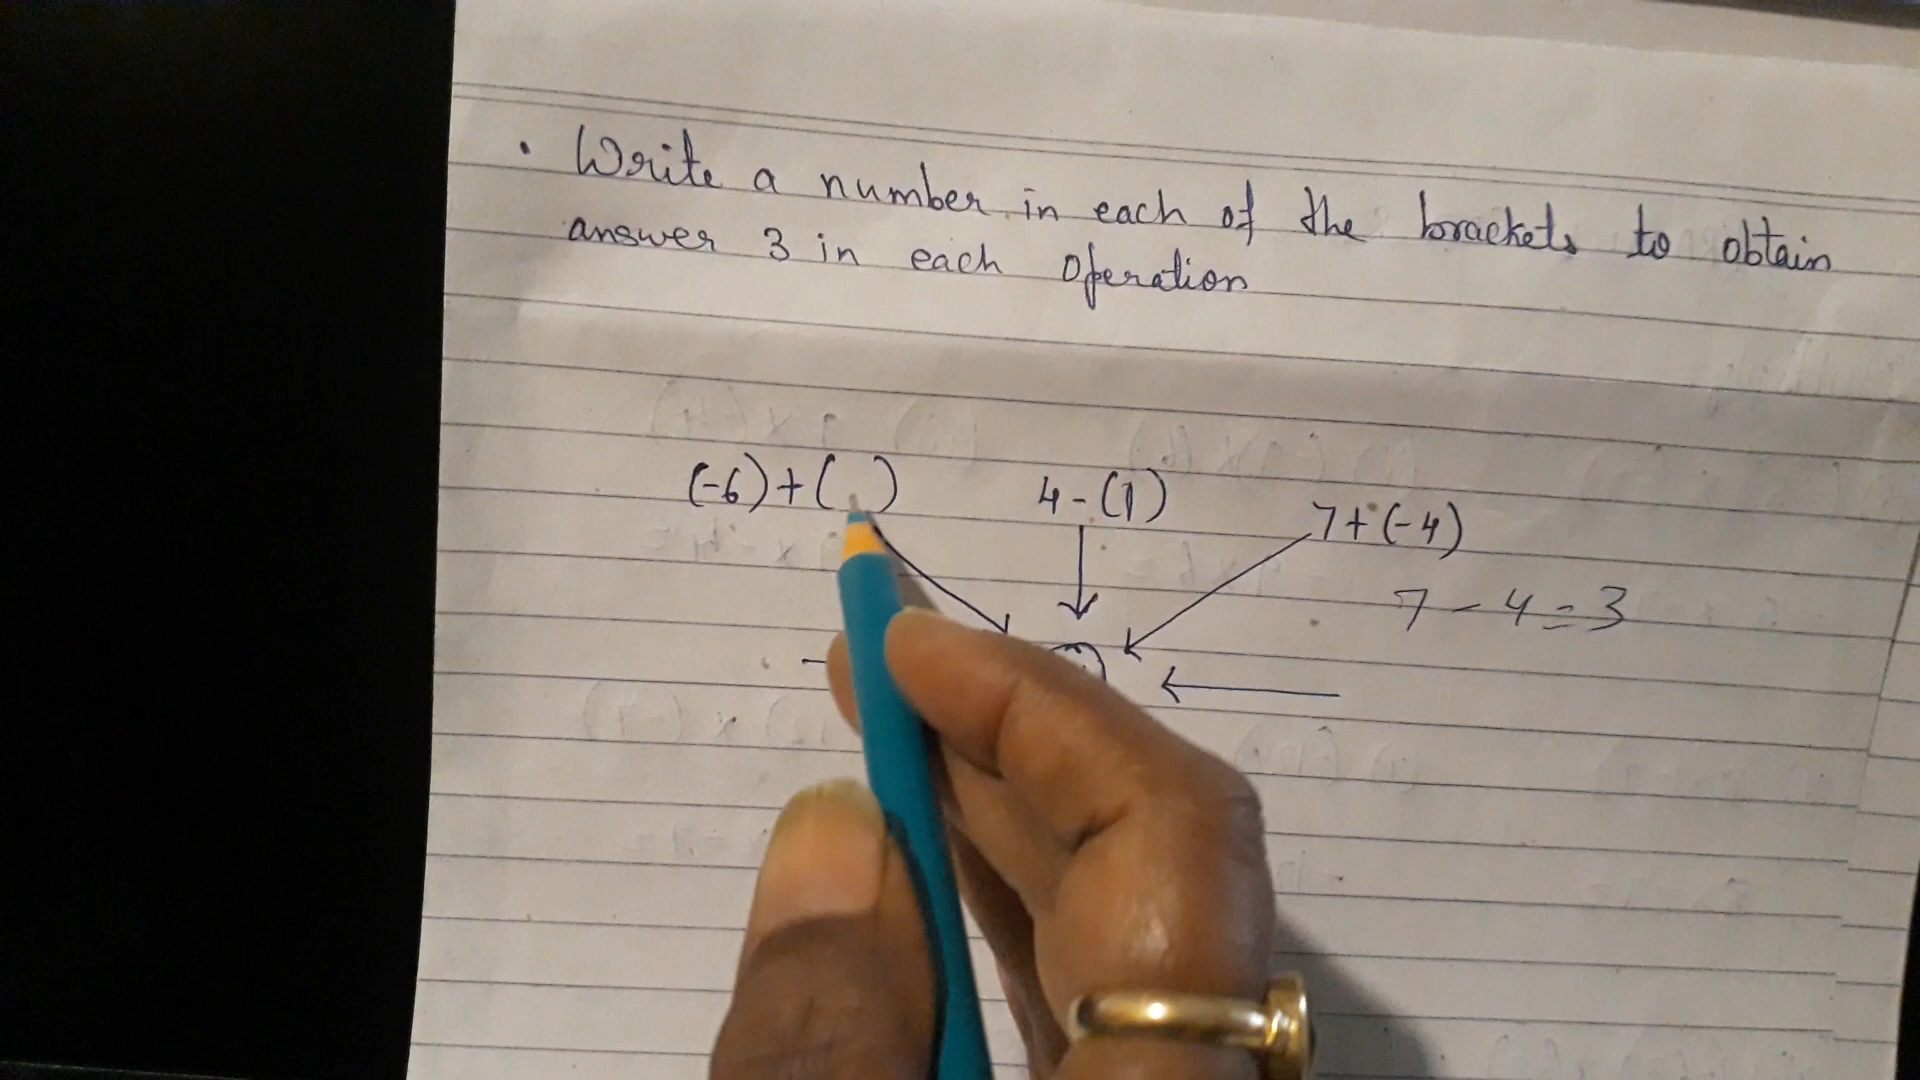 • Write a number in each of the brackets to obtain
answer 3 in each operation
(-6)+( ) 4-(1) 7+(-4)
7-4=3